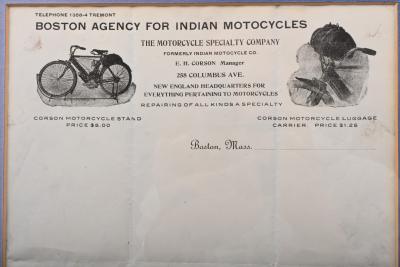 TELEPHONE 1368-4 TREMONT
BOSTON AGENCY FOR INDIAN MOTOCYCLES
THE MOTORCYCLE SPECIALTY COMPANY
FORMERLY INDIAN MOTOCYCLE CO.
E. H. CORSON Manager
288 COLUMBUS AVE.
NEW ENGLAND HEADQUARTERS FOR
EVERYTHING PERTAINING TO MOTORCYCLES
REPAIRING OF ALL KINDS A SPECIALTY
CORSON MOTORCYCLE STAND
PRICE $5.00
CORSON MOTORCYCLE LUGGAGE
CARRIER. PRICE $1.25
Boston, Mass.